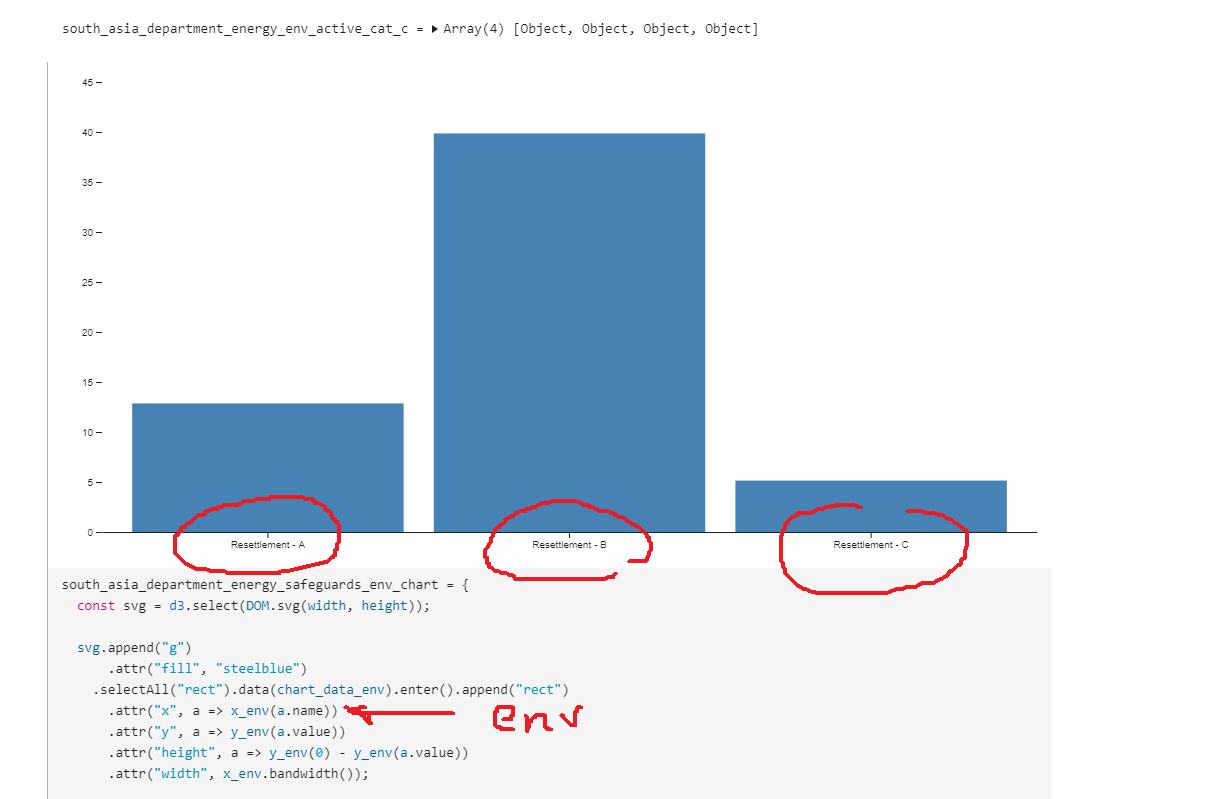 south_asia_department_energy_env_active_cat_c = ▶ Array(4) [Object, Object, Object, Object]
45
40
35
30
25
20
15
10
5
0
Resettlement - A
Resettlement - B
Resettlement - C
south_asia_department_energy_safeguards_env_chart = {
const svg = d3.select(DOM.svg(width, height));
svg.append("g")
.attr("fill", "steelblue")
.selectAll("rect").data(chart_data_env).enter().append("rect")
.attr("x", a => x_env(a.name))
env
.attr("y", a => y_env(a.value))
.attr("height", a => y_env(0) - y_env(a.value))
.attr("width", x_env.bandwidth());